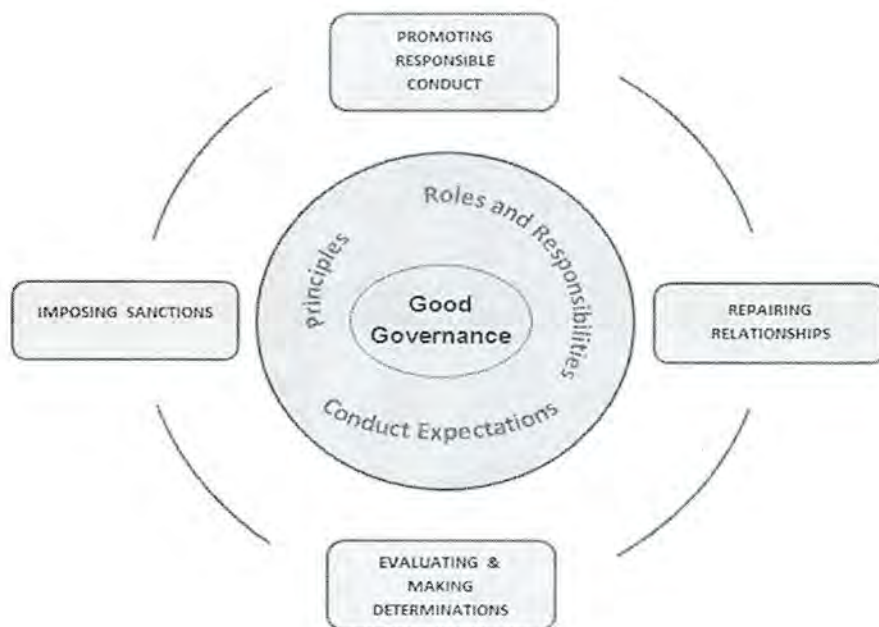 PROMOTING
RESPONSIBLE
CONDUCT
Roles and Responsibilities
Principles
Good
Governance
Conduct Expectations
IMPOSING SANCTIONS
REPAIRING
RELATIONSHIPS
EVALUATING &
MAKING
DETERMINATIONS